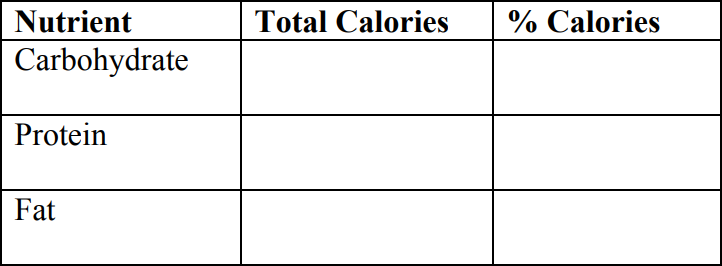 Nutrient Total Calories % Calories
Carbohydrate
Protein
Fat